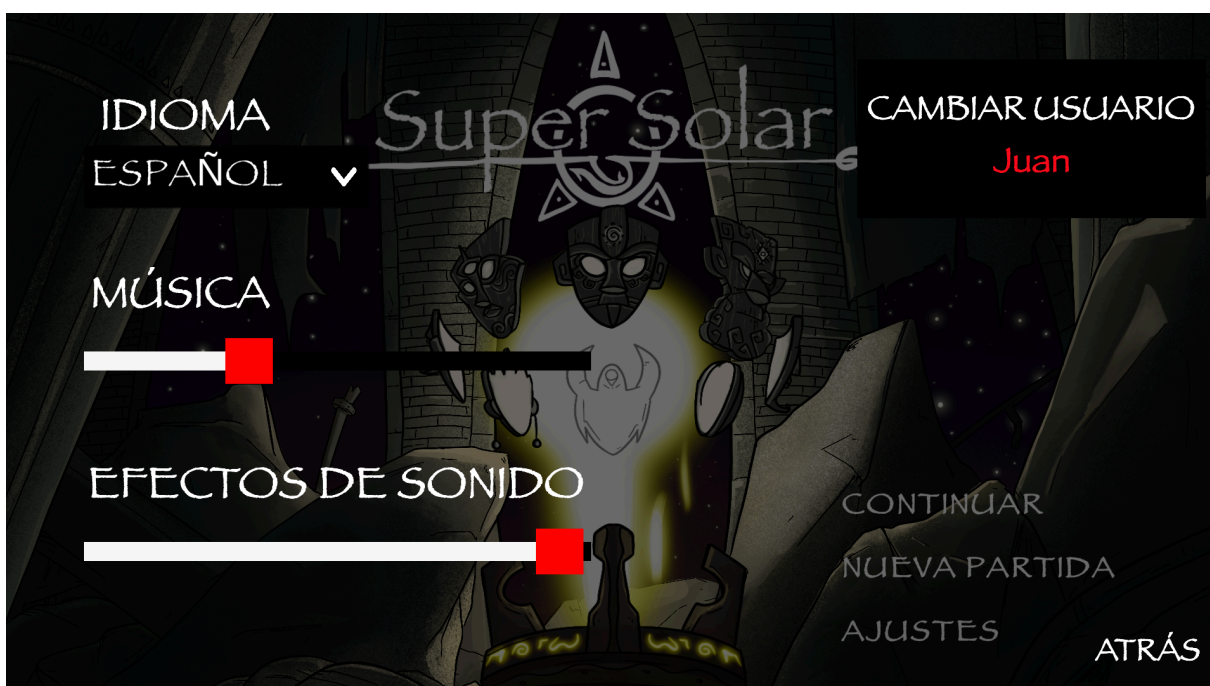 IDIOMA
ESPAÑOL
Super Solar
CAMBIAR USUARIO
Juan
MÚSICA
EFECTOS DE SONIDO
CONTINUAR
NUEVA PARTIDA
AJUSTES
ATRÁS